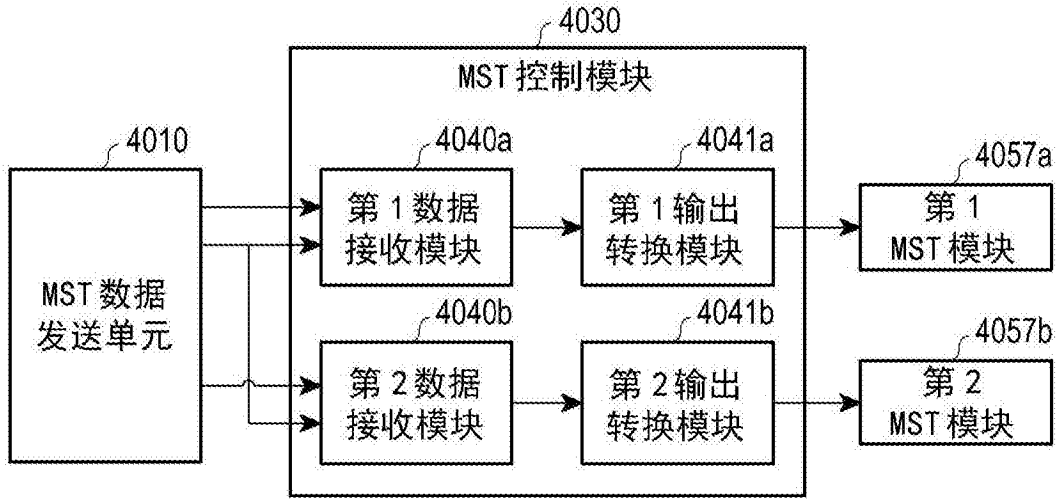 4030
MST 控制模块
4010
MST 数据
发送单元
4040a
第 1 数据
接收模块
4041a
第 1 输出
转换模块
4057a
第 1
MST 模块
4040b
第 2 数据
接收模块
4041b
第 2 输出
转换模块
4057b
第 2
MST 模块